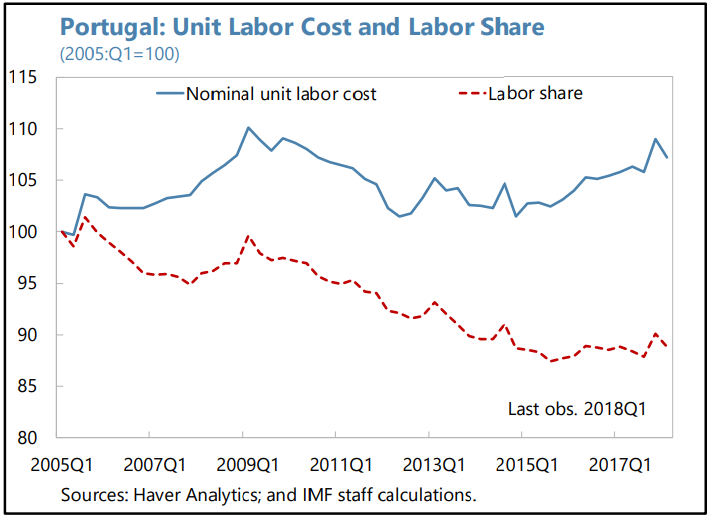 Portugal: Unit Labor Cost and Labor Share
(2005:Q1=100)
115
Nominal unit labor cost
Labor share
110
105
100
95
90
85
Last obs. 2018Q1
80
2005Q1 2007Q1 2009Q1 2011Q1 2013Q1 2015Q1 2017Q1
Sources: Haver Analytics; and IMF staff calculations.